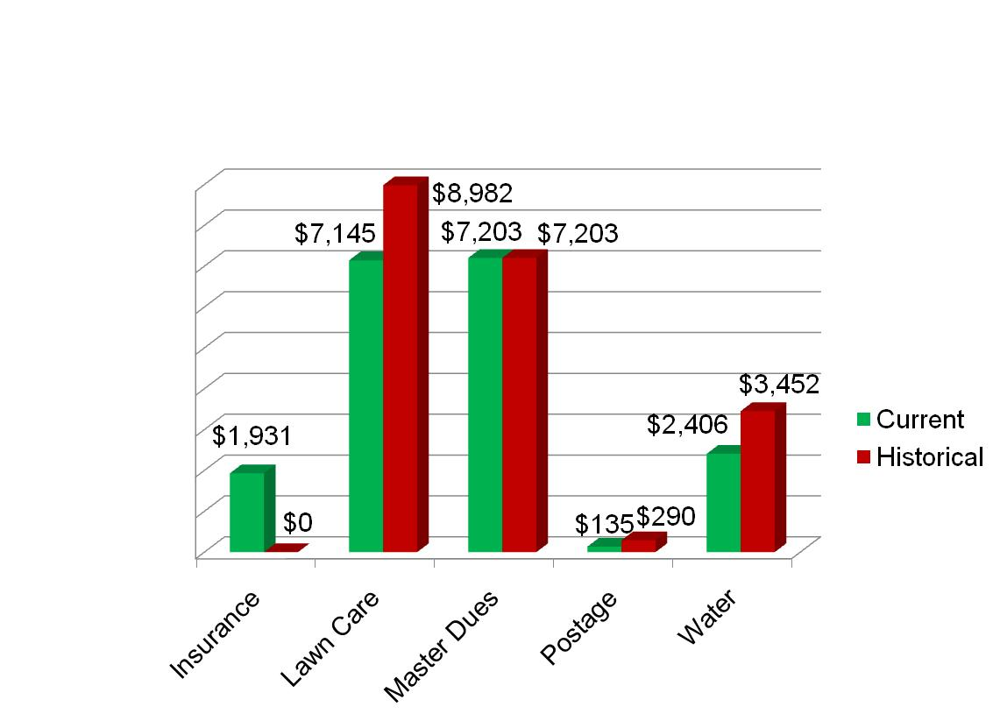 $8,982
$7,145
$7,203
$7,203
$3,452
$2,406
$1,931
$0
$135
$290
Current
Historical
Insurance
Lawn Care
Master Dues
Postage
Water